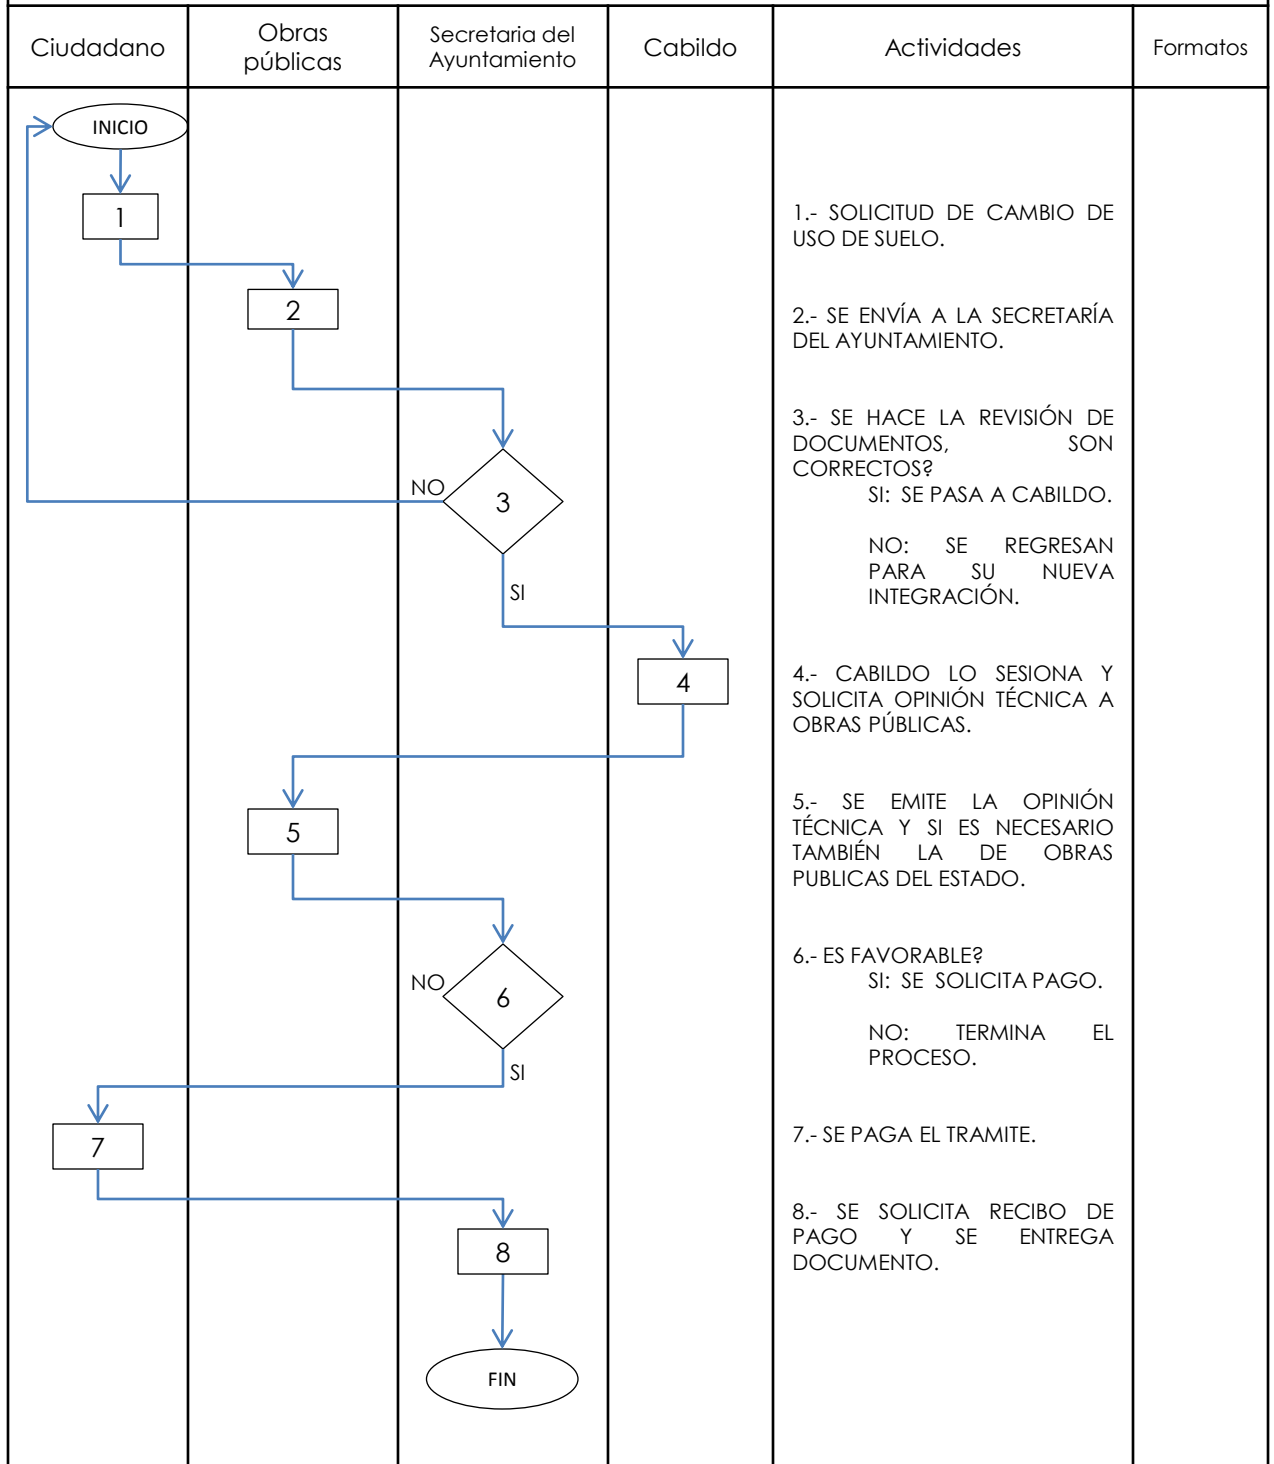 Ciudadano
Obras
públicas
Secretaria del
Ayuntamiento
Cabildo
Actividades
Formatos
INICIO
1
2
NO
3
SI
4
5
NO
6
SI
7
8
FIN
1.- SOLICITUD DE CAMBIO DE
USO DE SUELO.
2.- SE ENVÍA A LA SECRETARÍA
DEL AYUNTAMIENTO.
3.- SE HACE LA REVISIÓN DE
DOCUMENTOS, SON
CORRECTOS?
SI: SE PASA A CABILDO.
NO: SE REGRESAN
PARA SU NUEVA
INTEGRACIÓN.
4.- CABILDO LO SESIONA Y
SOLICITA OPINIÓN TÉCNICA A
OBRAS PÚBLICAS.
5.- SE EMITE LA OPINIÓN
TÉCNICA Y SI ES NECESARIO
TAMBIÉN LA DE OBRAS
PUBLICAS DEL ESTADO.
6.- ES FAVORABLE?
SI: SE SOLICITA PAGO.
NO: TERMINA EL
PROCESO.
7.- SE PAGA EL TRAMITE.
8.- SE SOLICITA RECIBO DE
PAGO Y SE ENTREGA
DOCUMENTO.